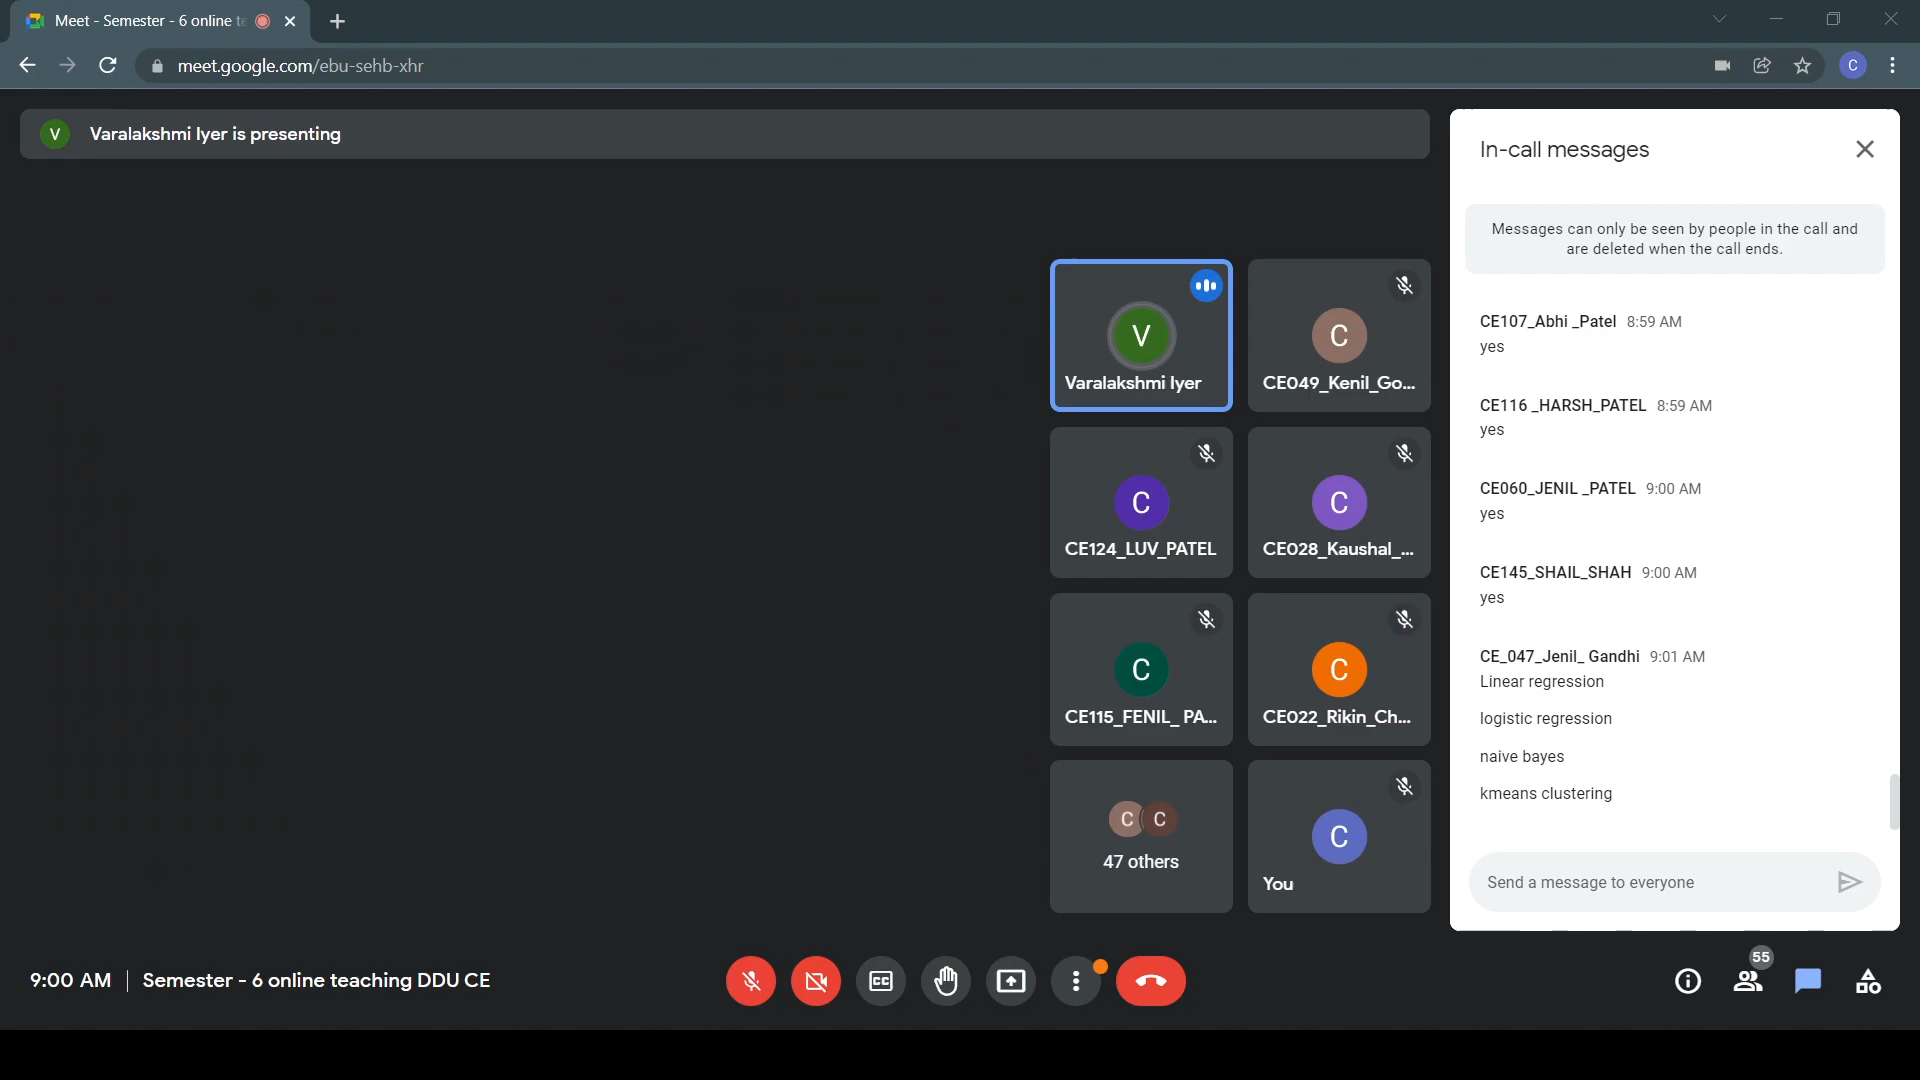 Meet - Semester - 6 online te
meet.google.com/ebu-sehb-xhr
C
V
Varalakshmi Iyer is presenting
In-call messages
Messages can only be seen by people in the call and
are deleted when the call ends.
V
Varalakshmi Iyer
C
CE049_Kenil_Go...
C
CE124_LUV_PATEL
C
CE028_Kaushal_...
C
CE115_FENIL_ PA...
C
CE022_Rikin_Ch...
C C
47 others
C
You
CE107_Abhi _Patel 8:59 AM
yes
CE116 _HARSH_PATEL 8:59 AM
yes
CE060_JENIL _PATEL 9:00 AM
yes
CE145_SHAIL_SHAH 9:00 AM
yes
CE_047_Jenil_ Gandhi 9:01 AM
Linear regression
logistic regression
naive bayes
kmeans clustering
Send a message to everyone
9:00 AM | Semester - 6 online teaching DDU CE
CC
55